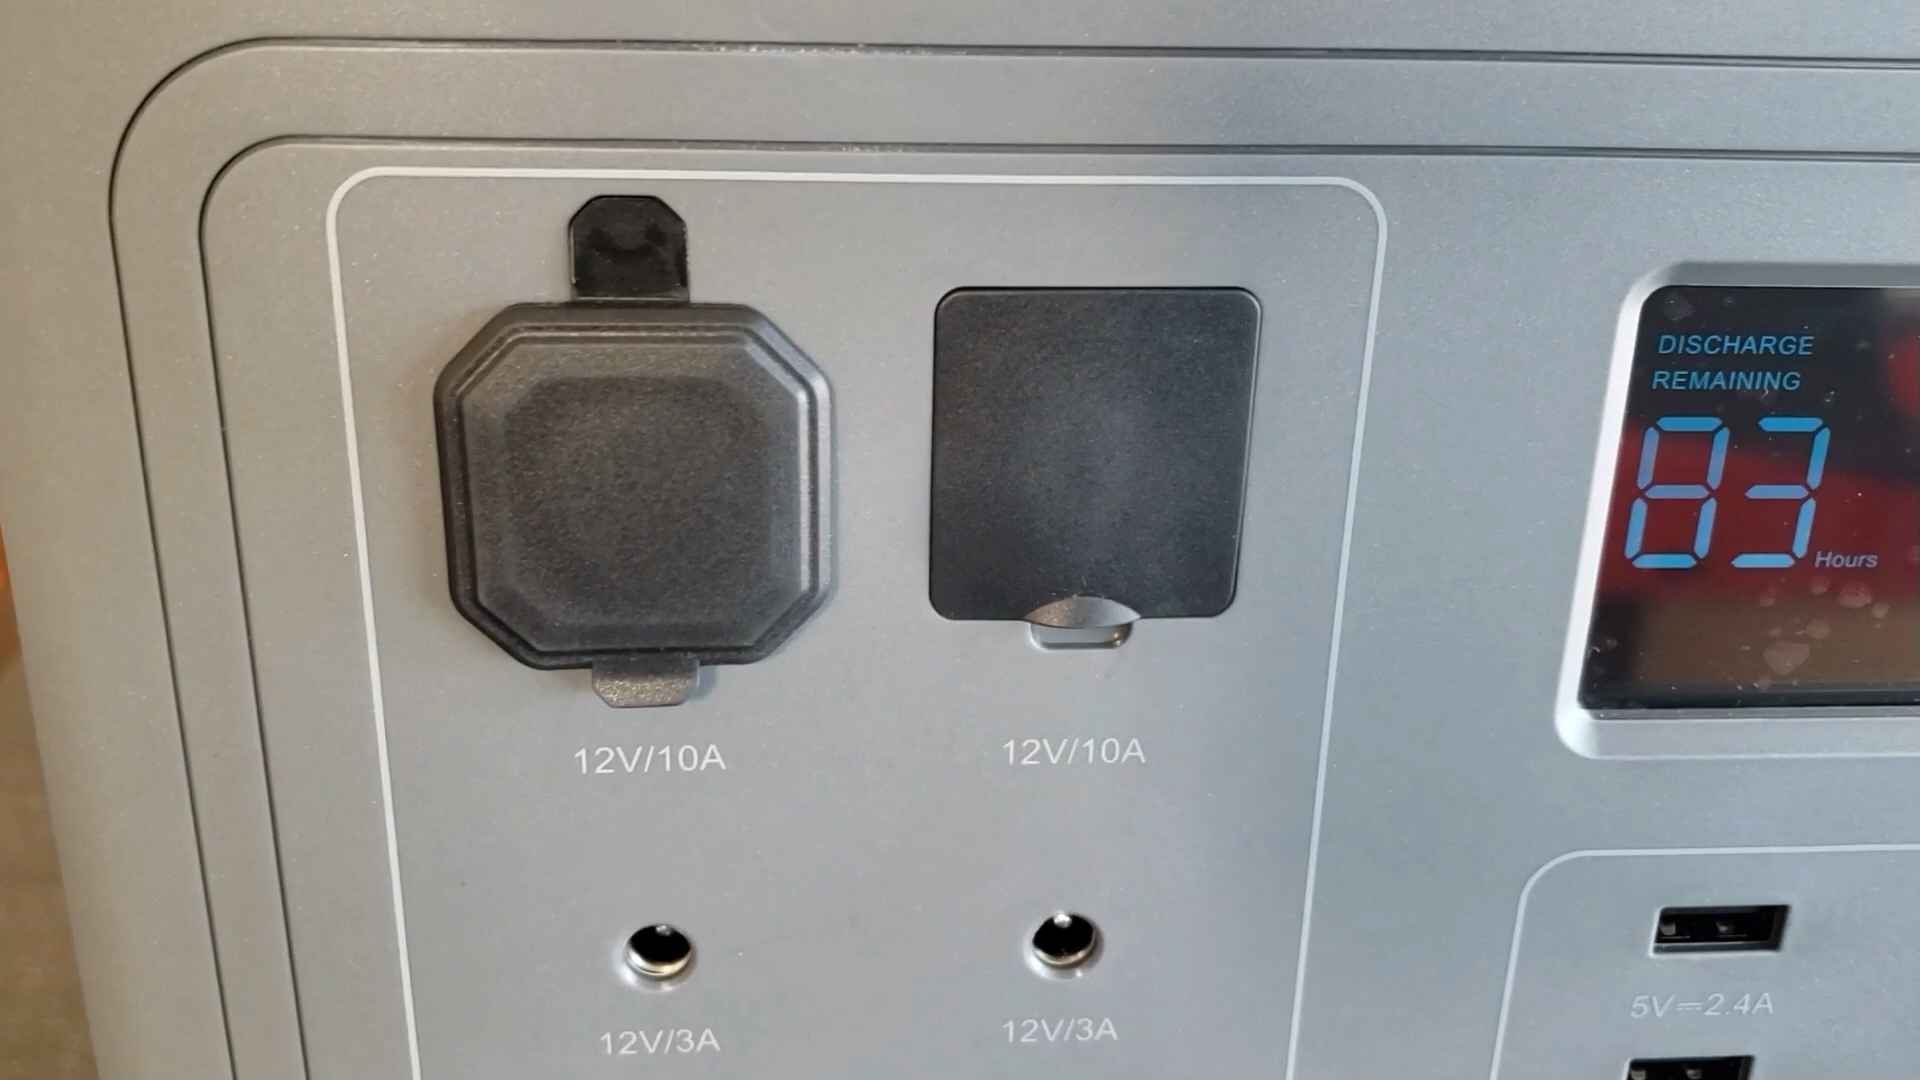 DISCHARGE
REMAINING
83 Hours
12V/10A
12V/10A
12V/3A
12V/3A
5V⎓2.4A